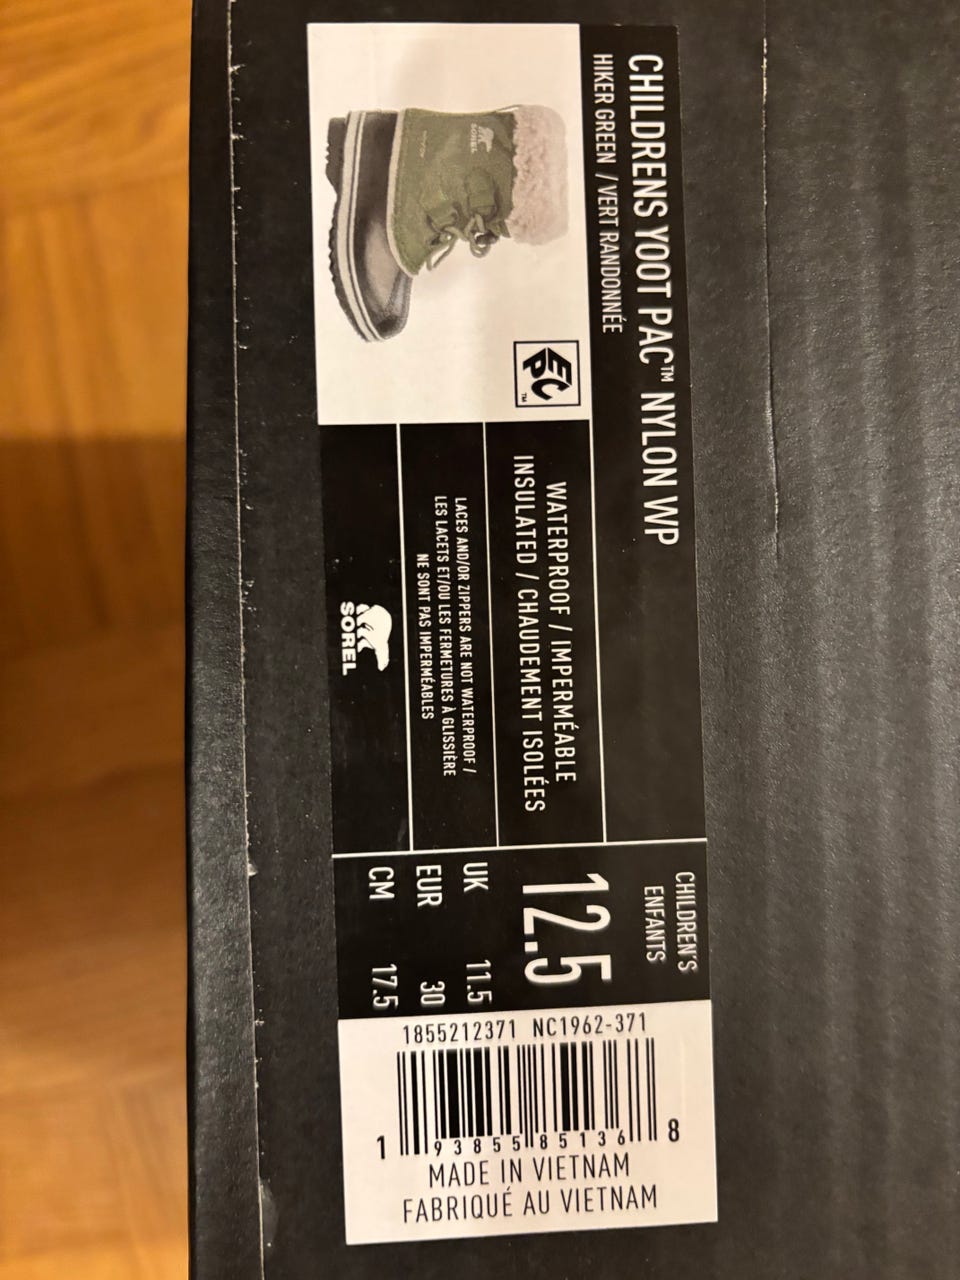 CHILDRENS YOOT PAC™ NYLON WP
HIKER GREEN / VERT RANDONNÉE
SOREL
EPC™
WATERPROOF / IMPERMÉABLE
INSULATED / CHAUDEMENT ISOLÉES
LACES AND/OR ZIPPERS ARE NOT WATERPROOF /
LES LACETS ET/OU LES FERMETURES À GLISSIÈRE
NE SONT PAS IMPERMÉABLES
SOREL
CHILDREN'S
ENFANTS
12.5
UK 11.5
EUR 30
CM 17.5
1855212371 NC1962-371
1 93855 85136 8
MADE IN VIETNAM
FABRIQUÉ AU VIETNAM